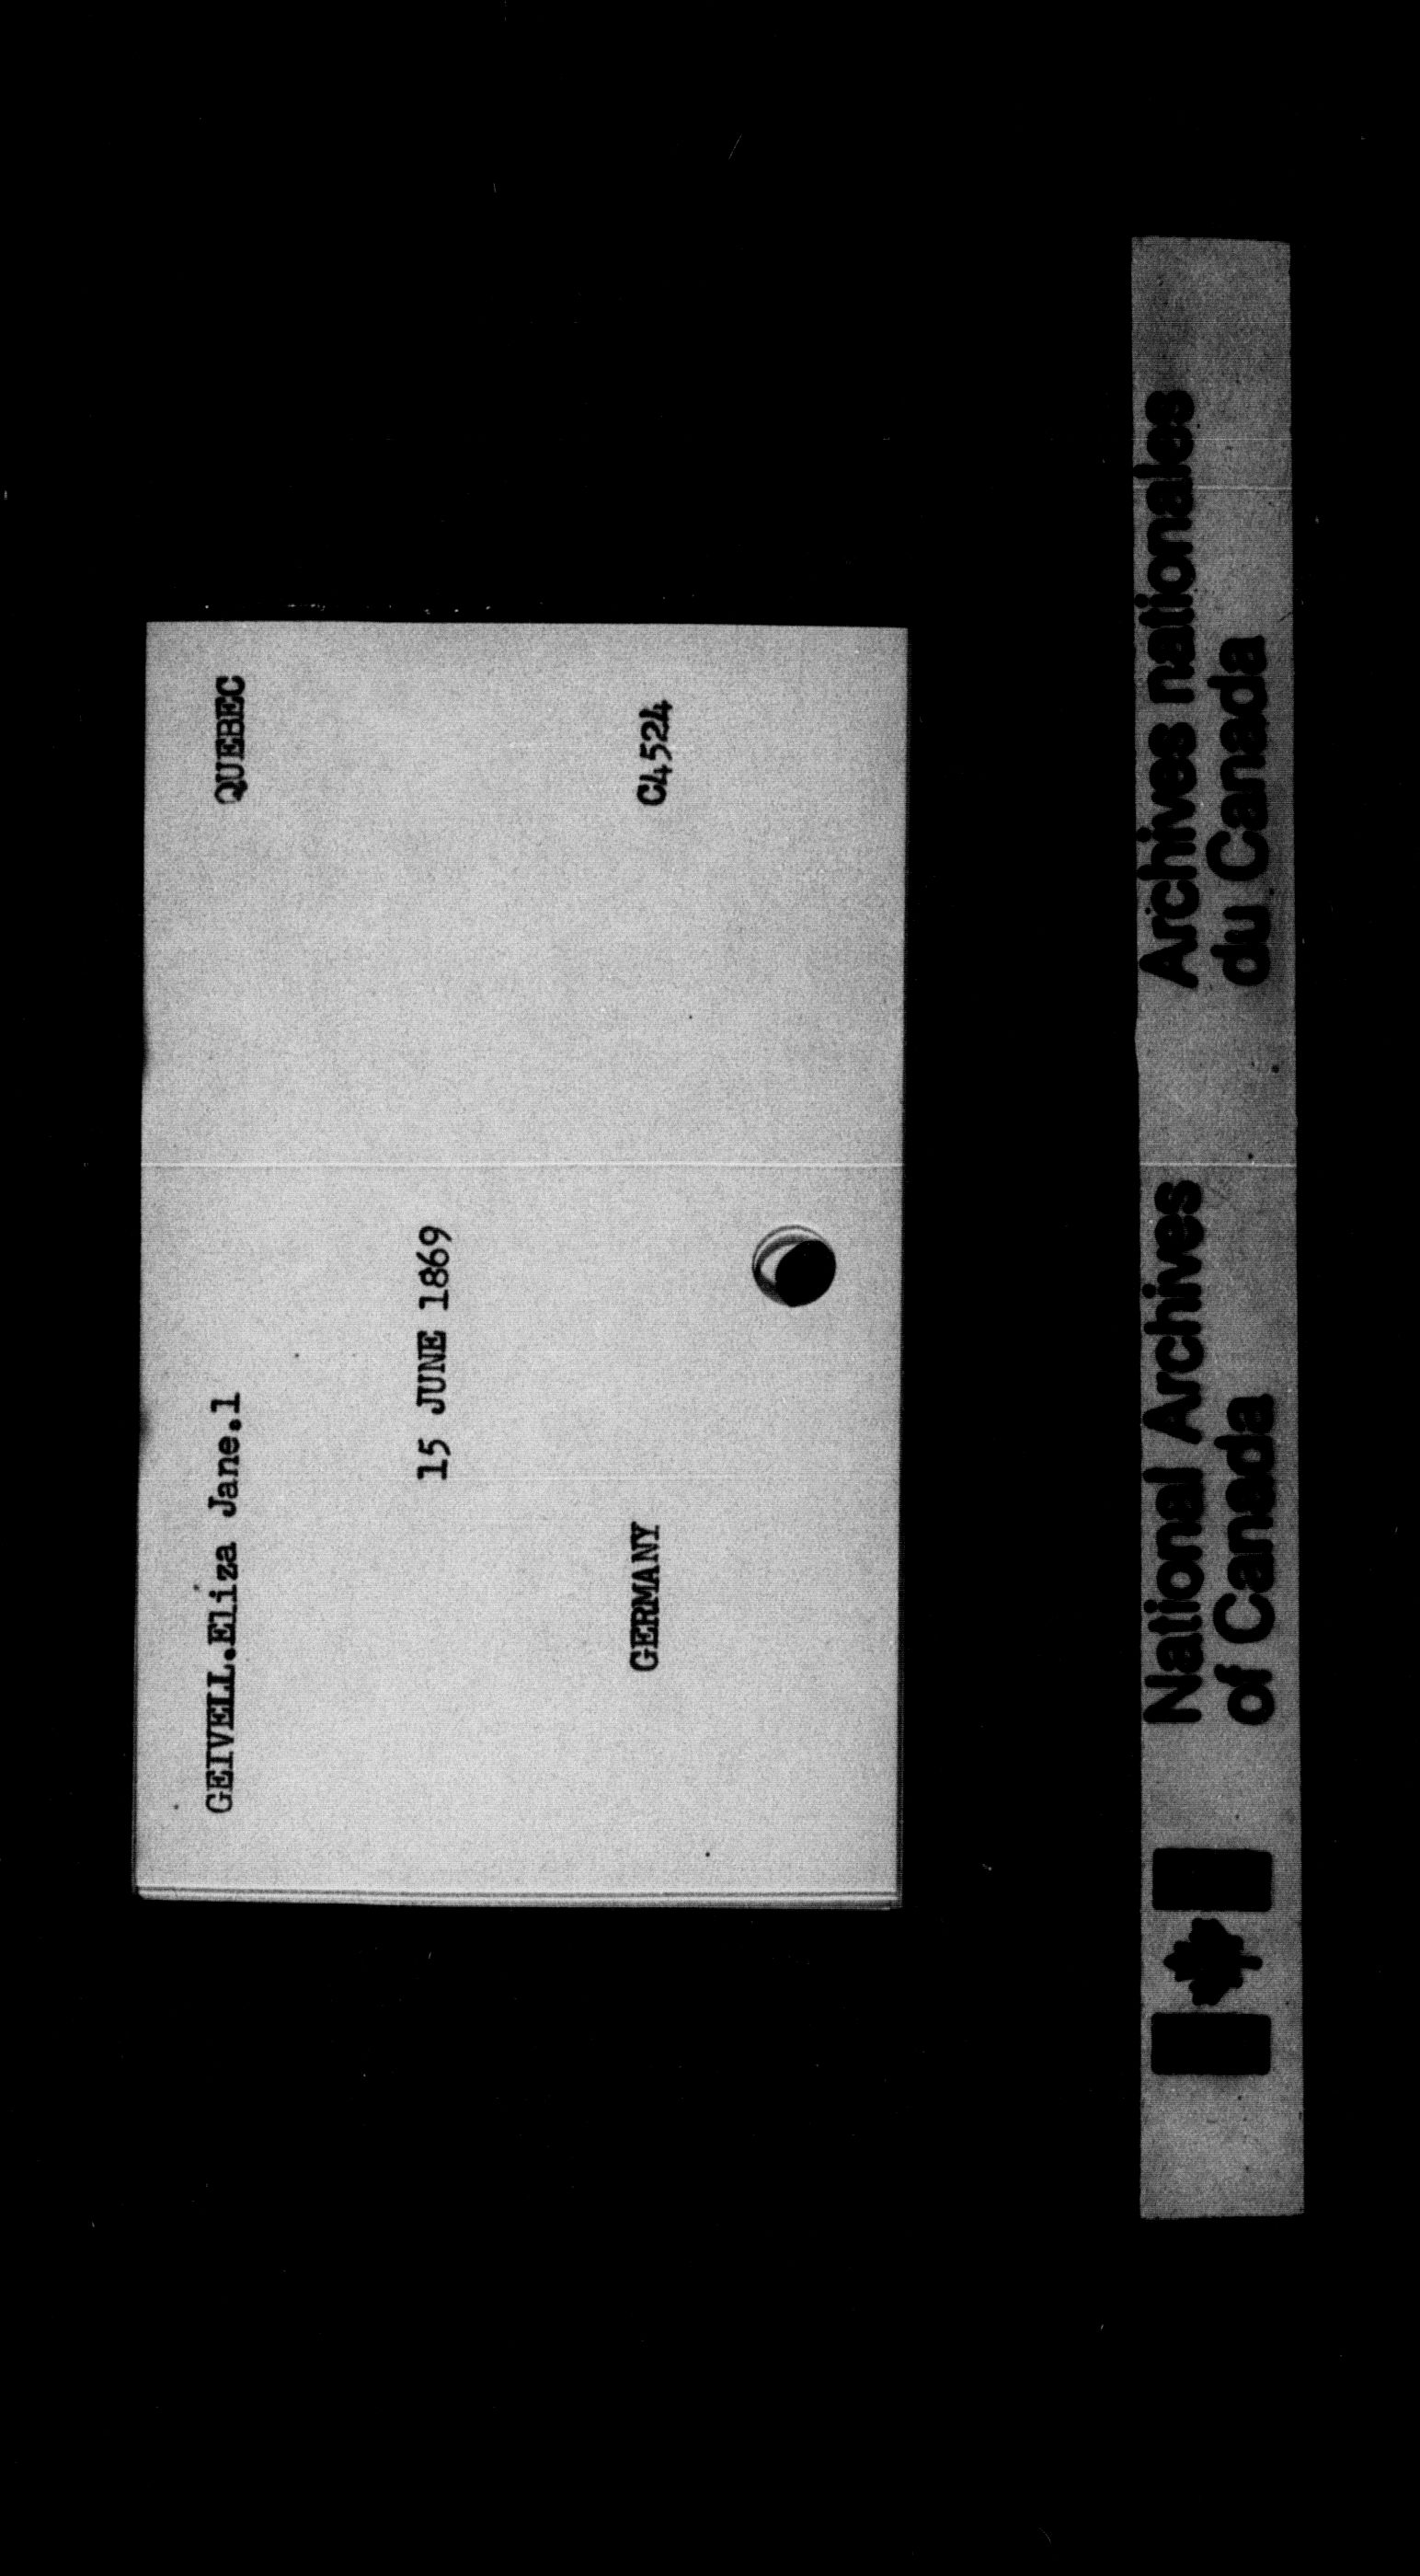 GEIVELL.Eliza Jane.1 QUEBEC
15 JUNE 1869
GERMANY C4524
National Archives Archives nationales
of Canada du Canada